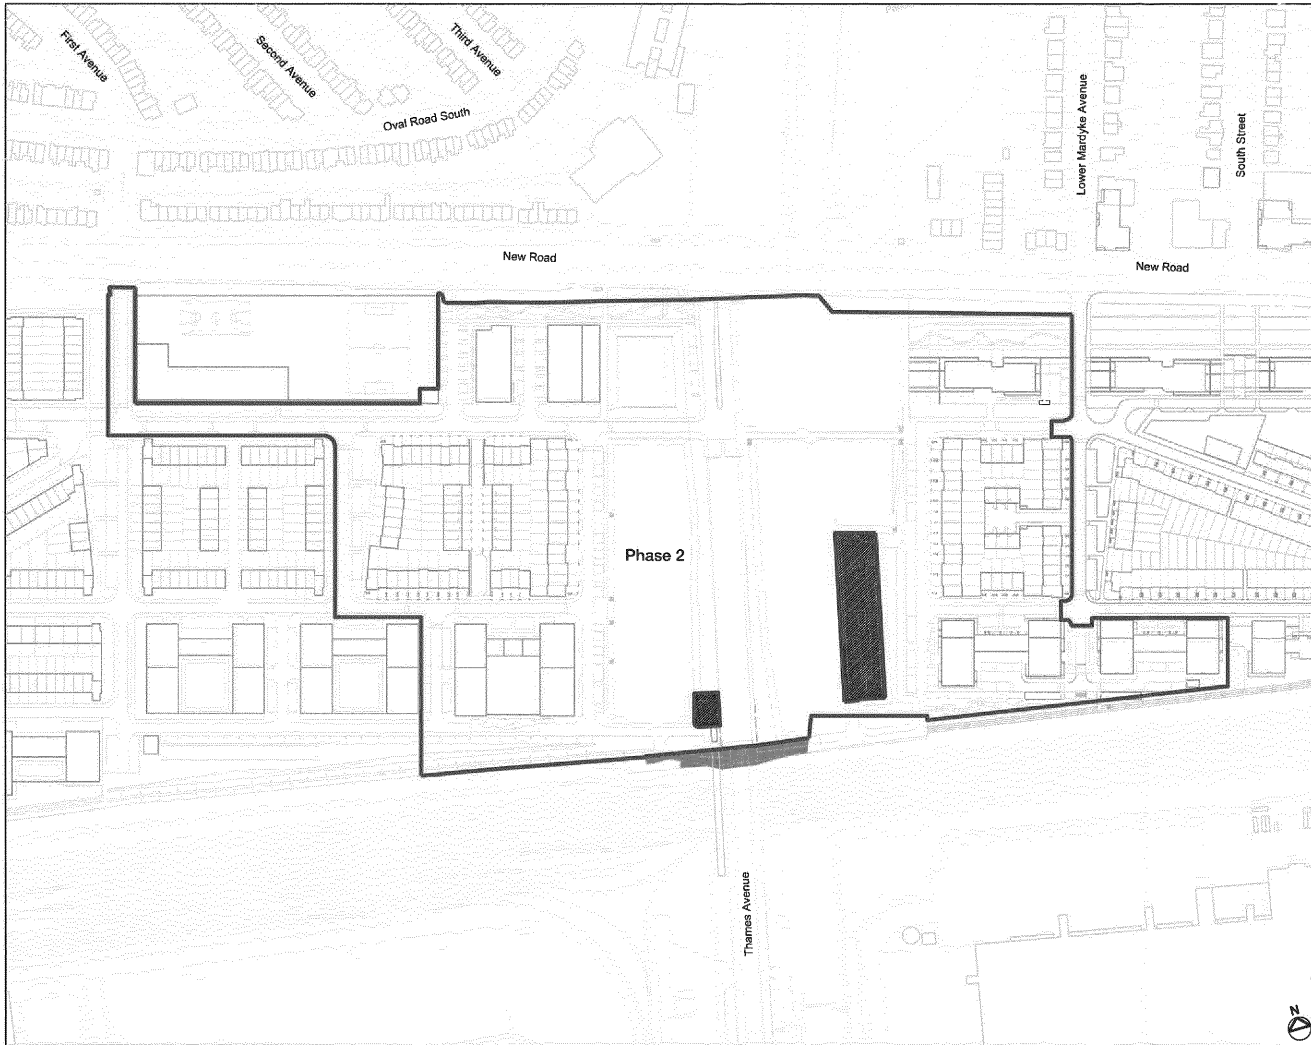 First Avenue
Second Avenue
Third Avenue
Oval Road South
Lower Mardyke Avenue
South Street
New Road
New Road
Phase 2
Thames Avenue
N